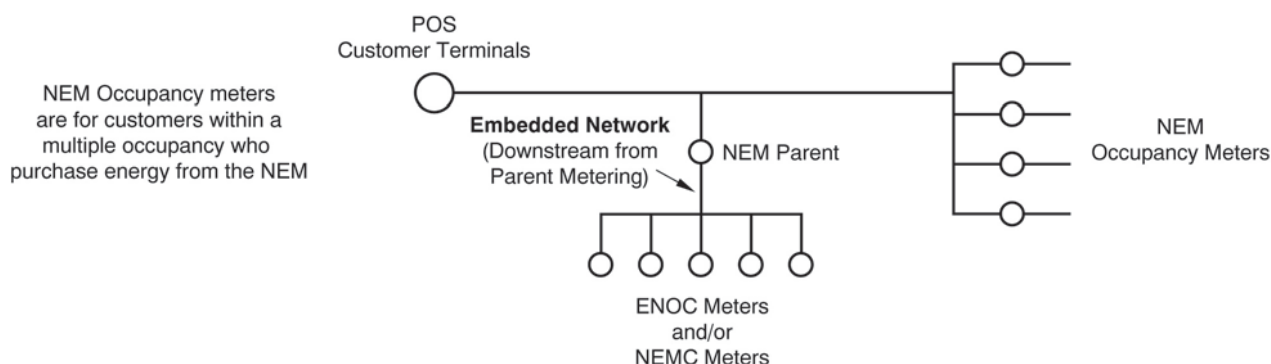 POS
Customer Terminals
NEM Occupancy meters
are for customers within a
multiple occupancy who
purchase energy from the NEM
Embedded Network
(Downstream from
Parent Metering)
NEM Parent
NEM
Occupancy Meters
ENOC Meters
and/or
NEMC Meters